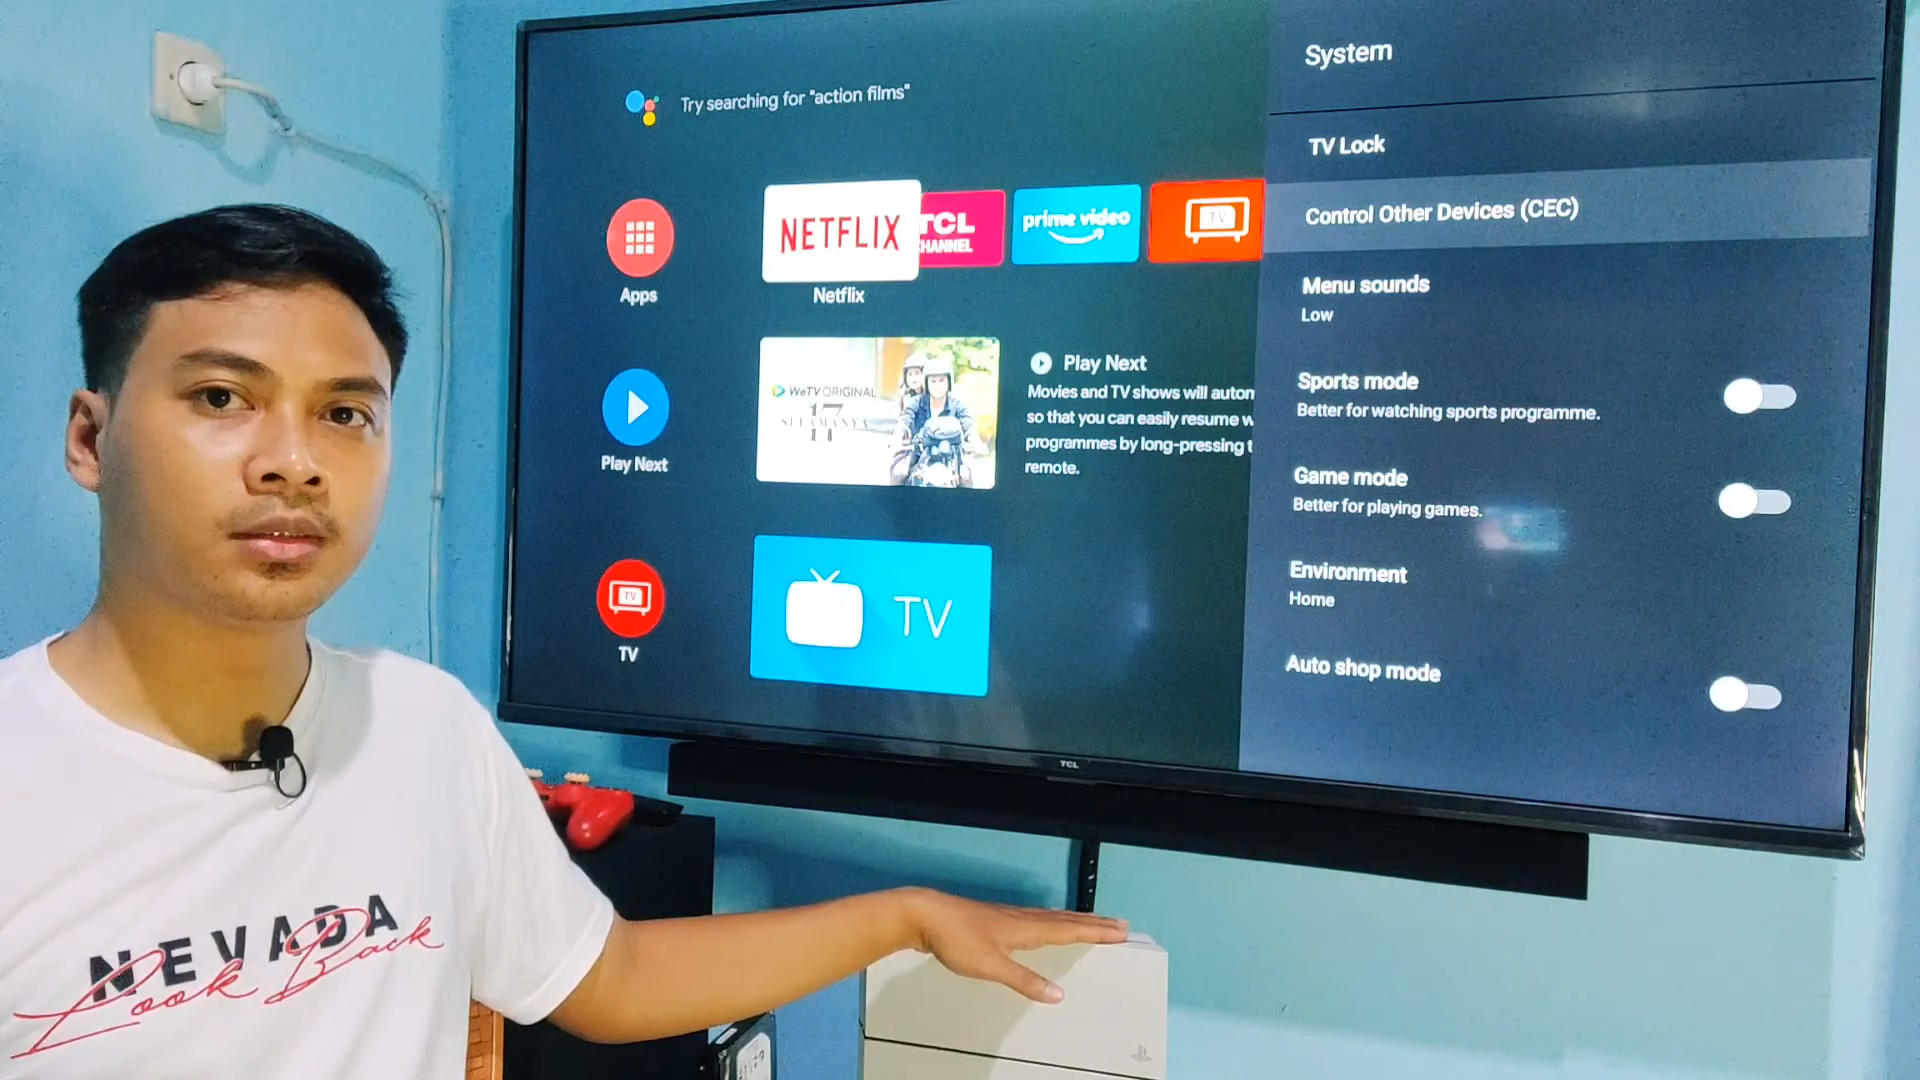 Try searching for "action films"
Apps
NETFLIX
Netflix
TCL
CHANNEL
prime video
TV
Play Next
WeTV ORIGINAL
17
SELAMANYA
Play Next
Movies and TV shows will autom
so that you can easily resume w
programmes by long-pressing t
remote.
TV
TV
TV
System
TV Lock
Control Other Devices (CEC)
Menu sounds
Low
Sports mode
Better for watching sports programme.
Game mode
Better for playing games.
Environment
Home
Auto shop mode
TCL
NEVADA
Look Back